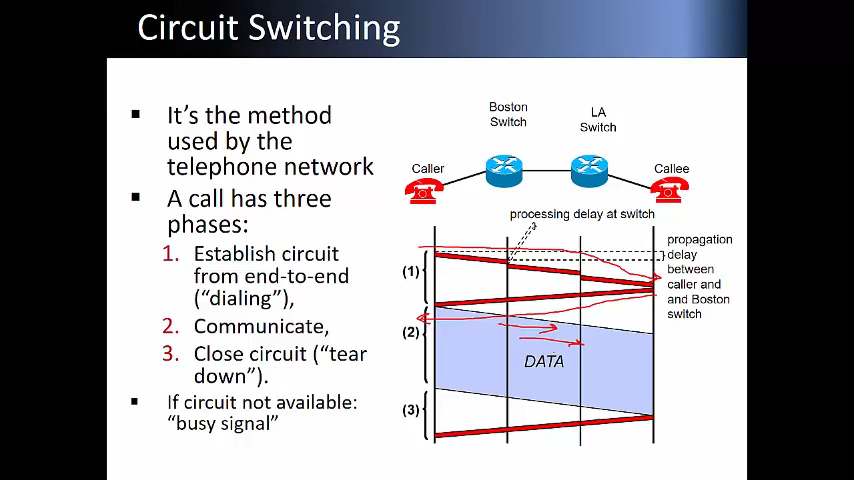 Circuit Switching
It's the method
used by the
telephone network
A call has three
phases:
1. Establish circuit
from end-to-end
("dialing"),
2. Communicate,
3. Close circuit ("tear
down").
If circuit not available:
"busy signal"
Boston
Switch
LA
Switch
Caller
Callee
processing delay at switch
propagation
delay
between
caller and
and Boston
switch
(1)
(2)
DATA
(3)